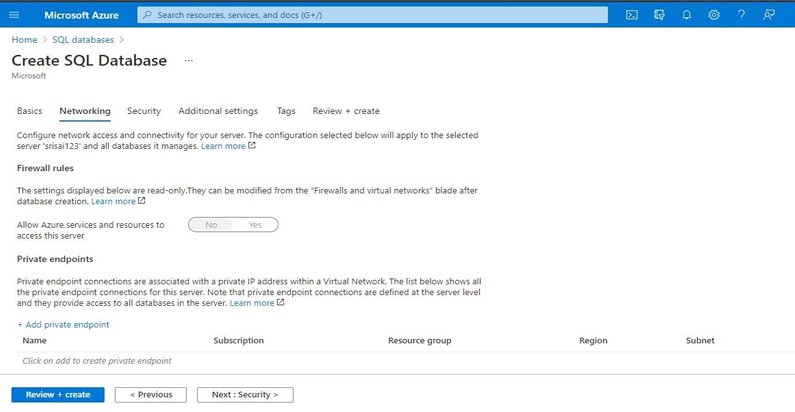 Microsoft Azure
Search resources, services, and docs (G+/)
Home > SQL databases >
Create SQL Database ...
Microsoft
Basics Networking Security Additional settings Tags Review + create
Configure network access and connectivity for your server. The configuration selected below will apply to the selected
server 'srisai123' and all databases it manages. Learn more
Firewall rules
The settings displayed below are read-only.They can be modified from the "Firewalls and virtual networks" blade after
database creation. Learn more
Allow Azure services and resources to
access this server
No Yes
Private endpoints
Private endpoint connections are associated with a private IP address within a Virtual Network. The list below shows all
the private endpoint connections for this server. Note that private endpoint connections are defined at the server level
and they provide access to all databases in the server. Learn more
+ Add private endpoint
Name Subscription Resource group Region Subnet
Click on add to create private endpoint
Review + create < Previous Next : Security >